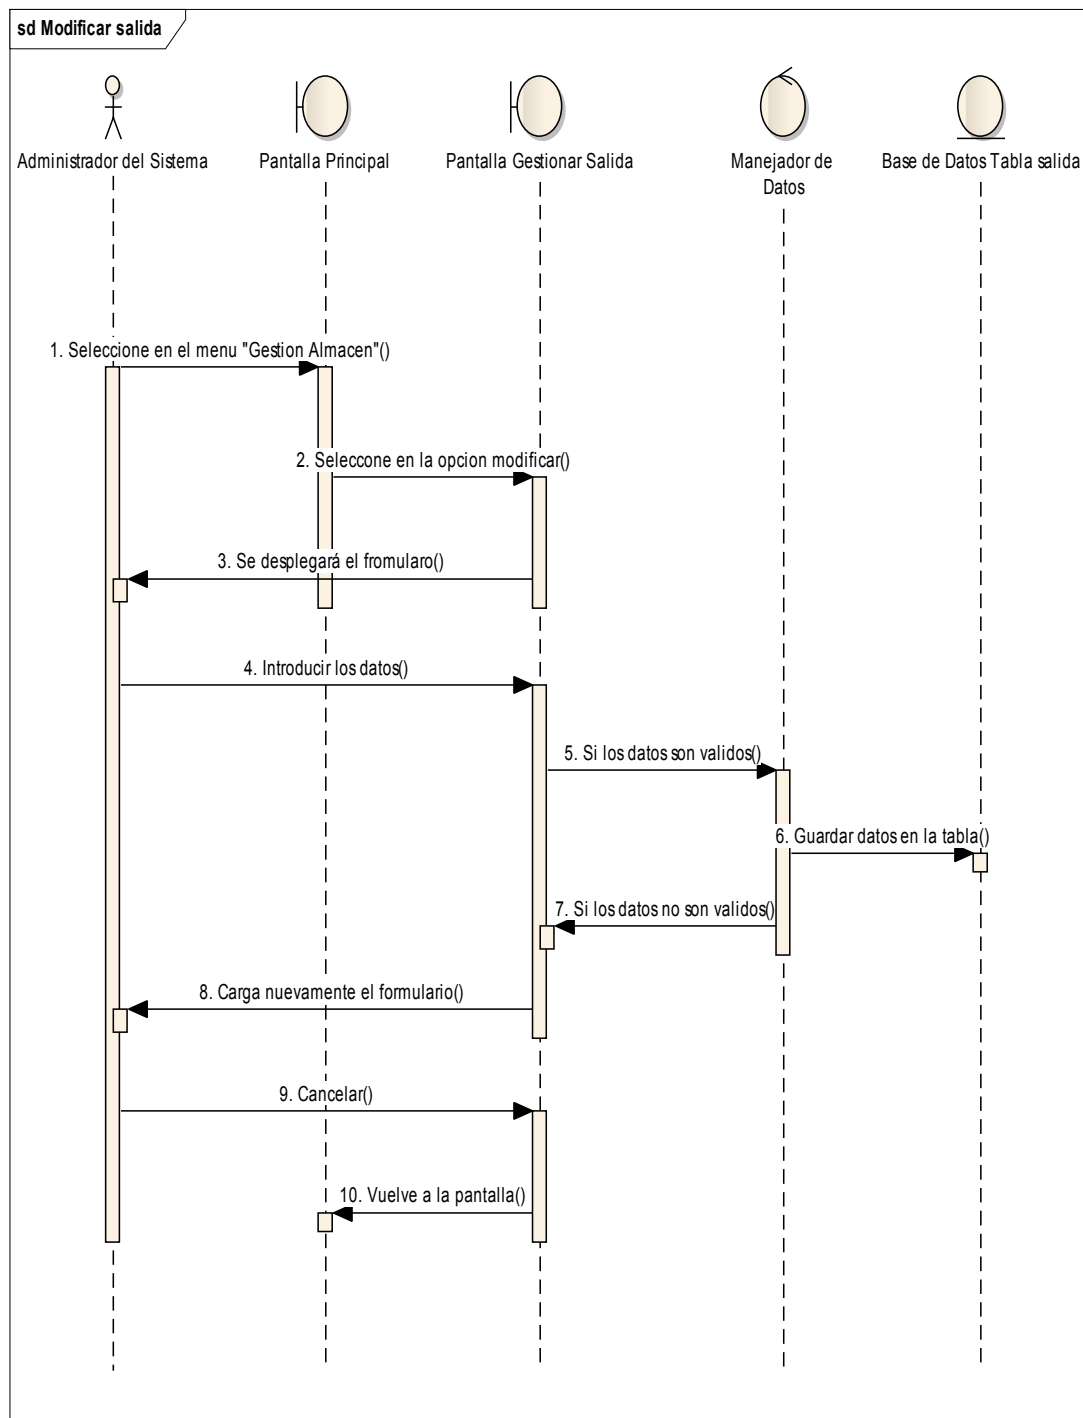 sd Modificar salida
Administrador del Sistema
Pantalla Principal
Pantalla Gestionar Salida
Manejador de
Datos
Base de Datos Tabla salida
1. Seleccione en el menu "Gestion Almacen"()
2. Seleccone en la opcion modificar()
3. Se desplegará el fromularo()
4. Introducir los datos()
5. Si los datos son validos()
6. Guardar datos en la tabla()
7. Si los datos no son validos()
8. Carga nuevamente el formulario()
9. Cancelar()
10. Vuelve a la pantalla()